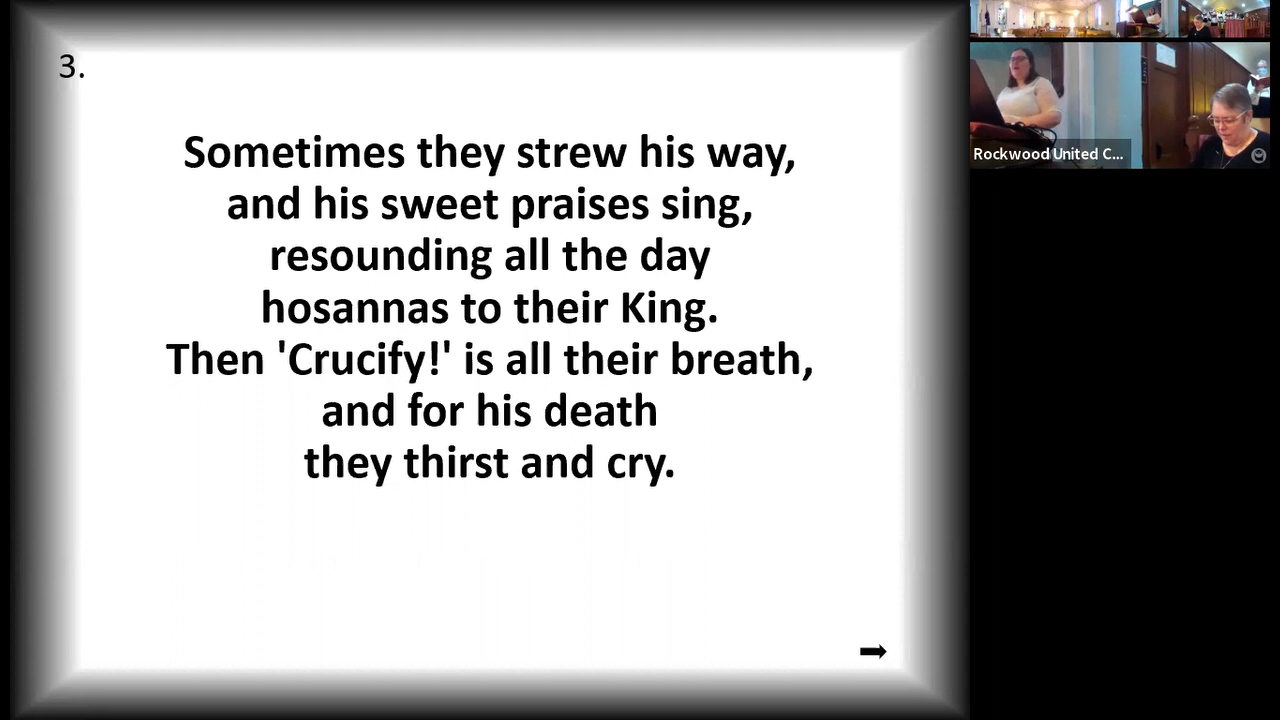 3.
Sometimes they strew his way,
and his sweet praises sing,
resounding all the day
hosannas to their King.
Then 'Crucify!' is all their breath,
and for his death
they thirst and cry.
Rockwood United C...